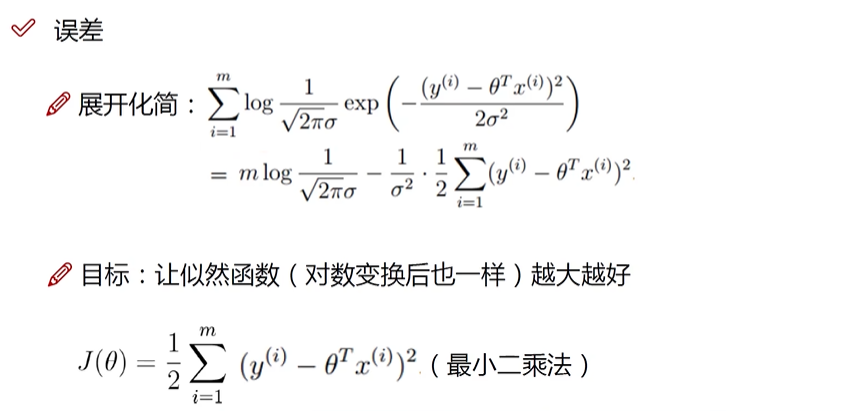 误差
展开化简：$\sum_{i=1}^{m} \log \frac{1}{\sqrt{2\pi}\sigma} \exp\left(-\frac{(y^{(i)} - \theta^T x^{(i)})^2}{2\sigma^2}\right)$
$= m \log \frac{1}{\sqrt{2\pi}\sigma} - \frac{1}{\sigma^2} \cdot \frac{1}{2} \sum_{i=1}^{m} (y^{(i)} - \theta^T x^{(i)})^2.$
目标：让似然函数（对数变换后也一样）越大越好
$J(\theta) = \frac{1}{2} \sum_{i=1}^{m} (y^{(i)} - \theta^T x^{(i)})^2$（最小二乘法）